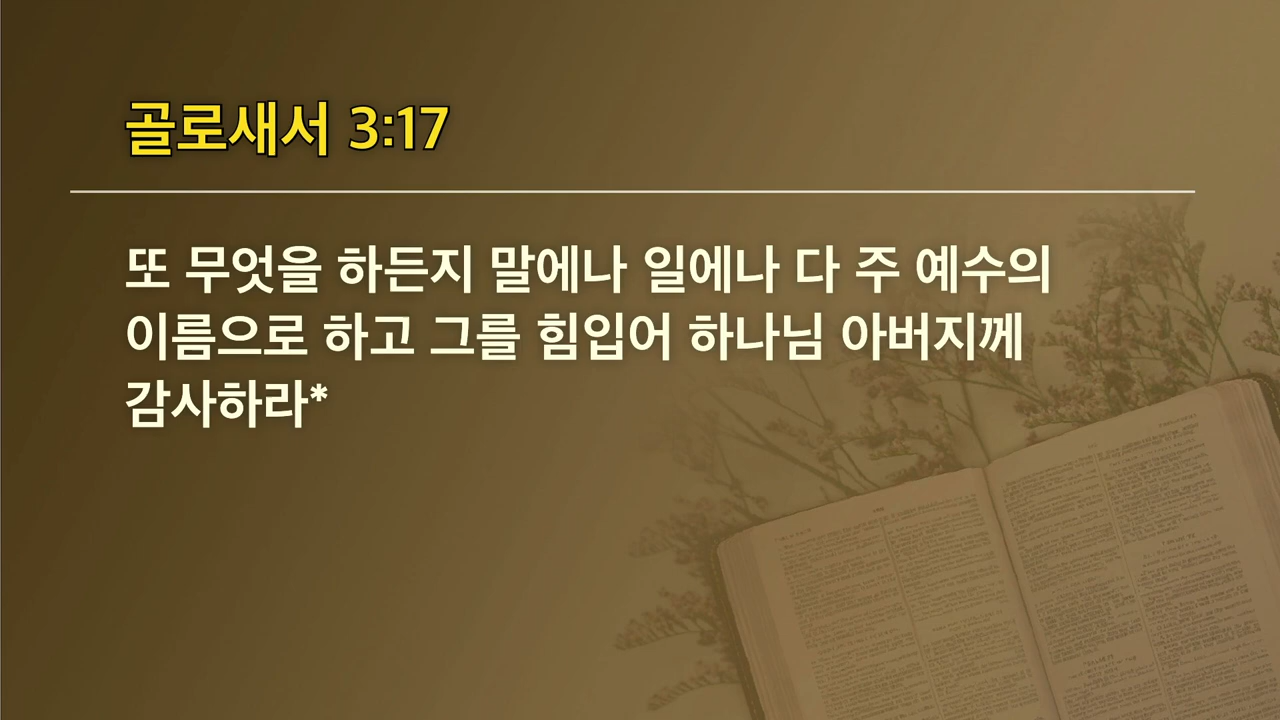 골로새서 3:17
또 무엇을 하든지 말에나 일에나 다 주 예수의
이름으로 하고 그를 힘입어 하나님 아버지께
감사하라*